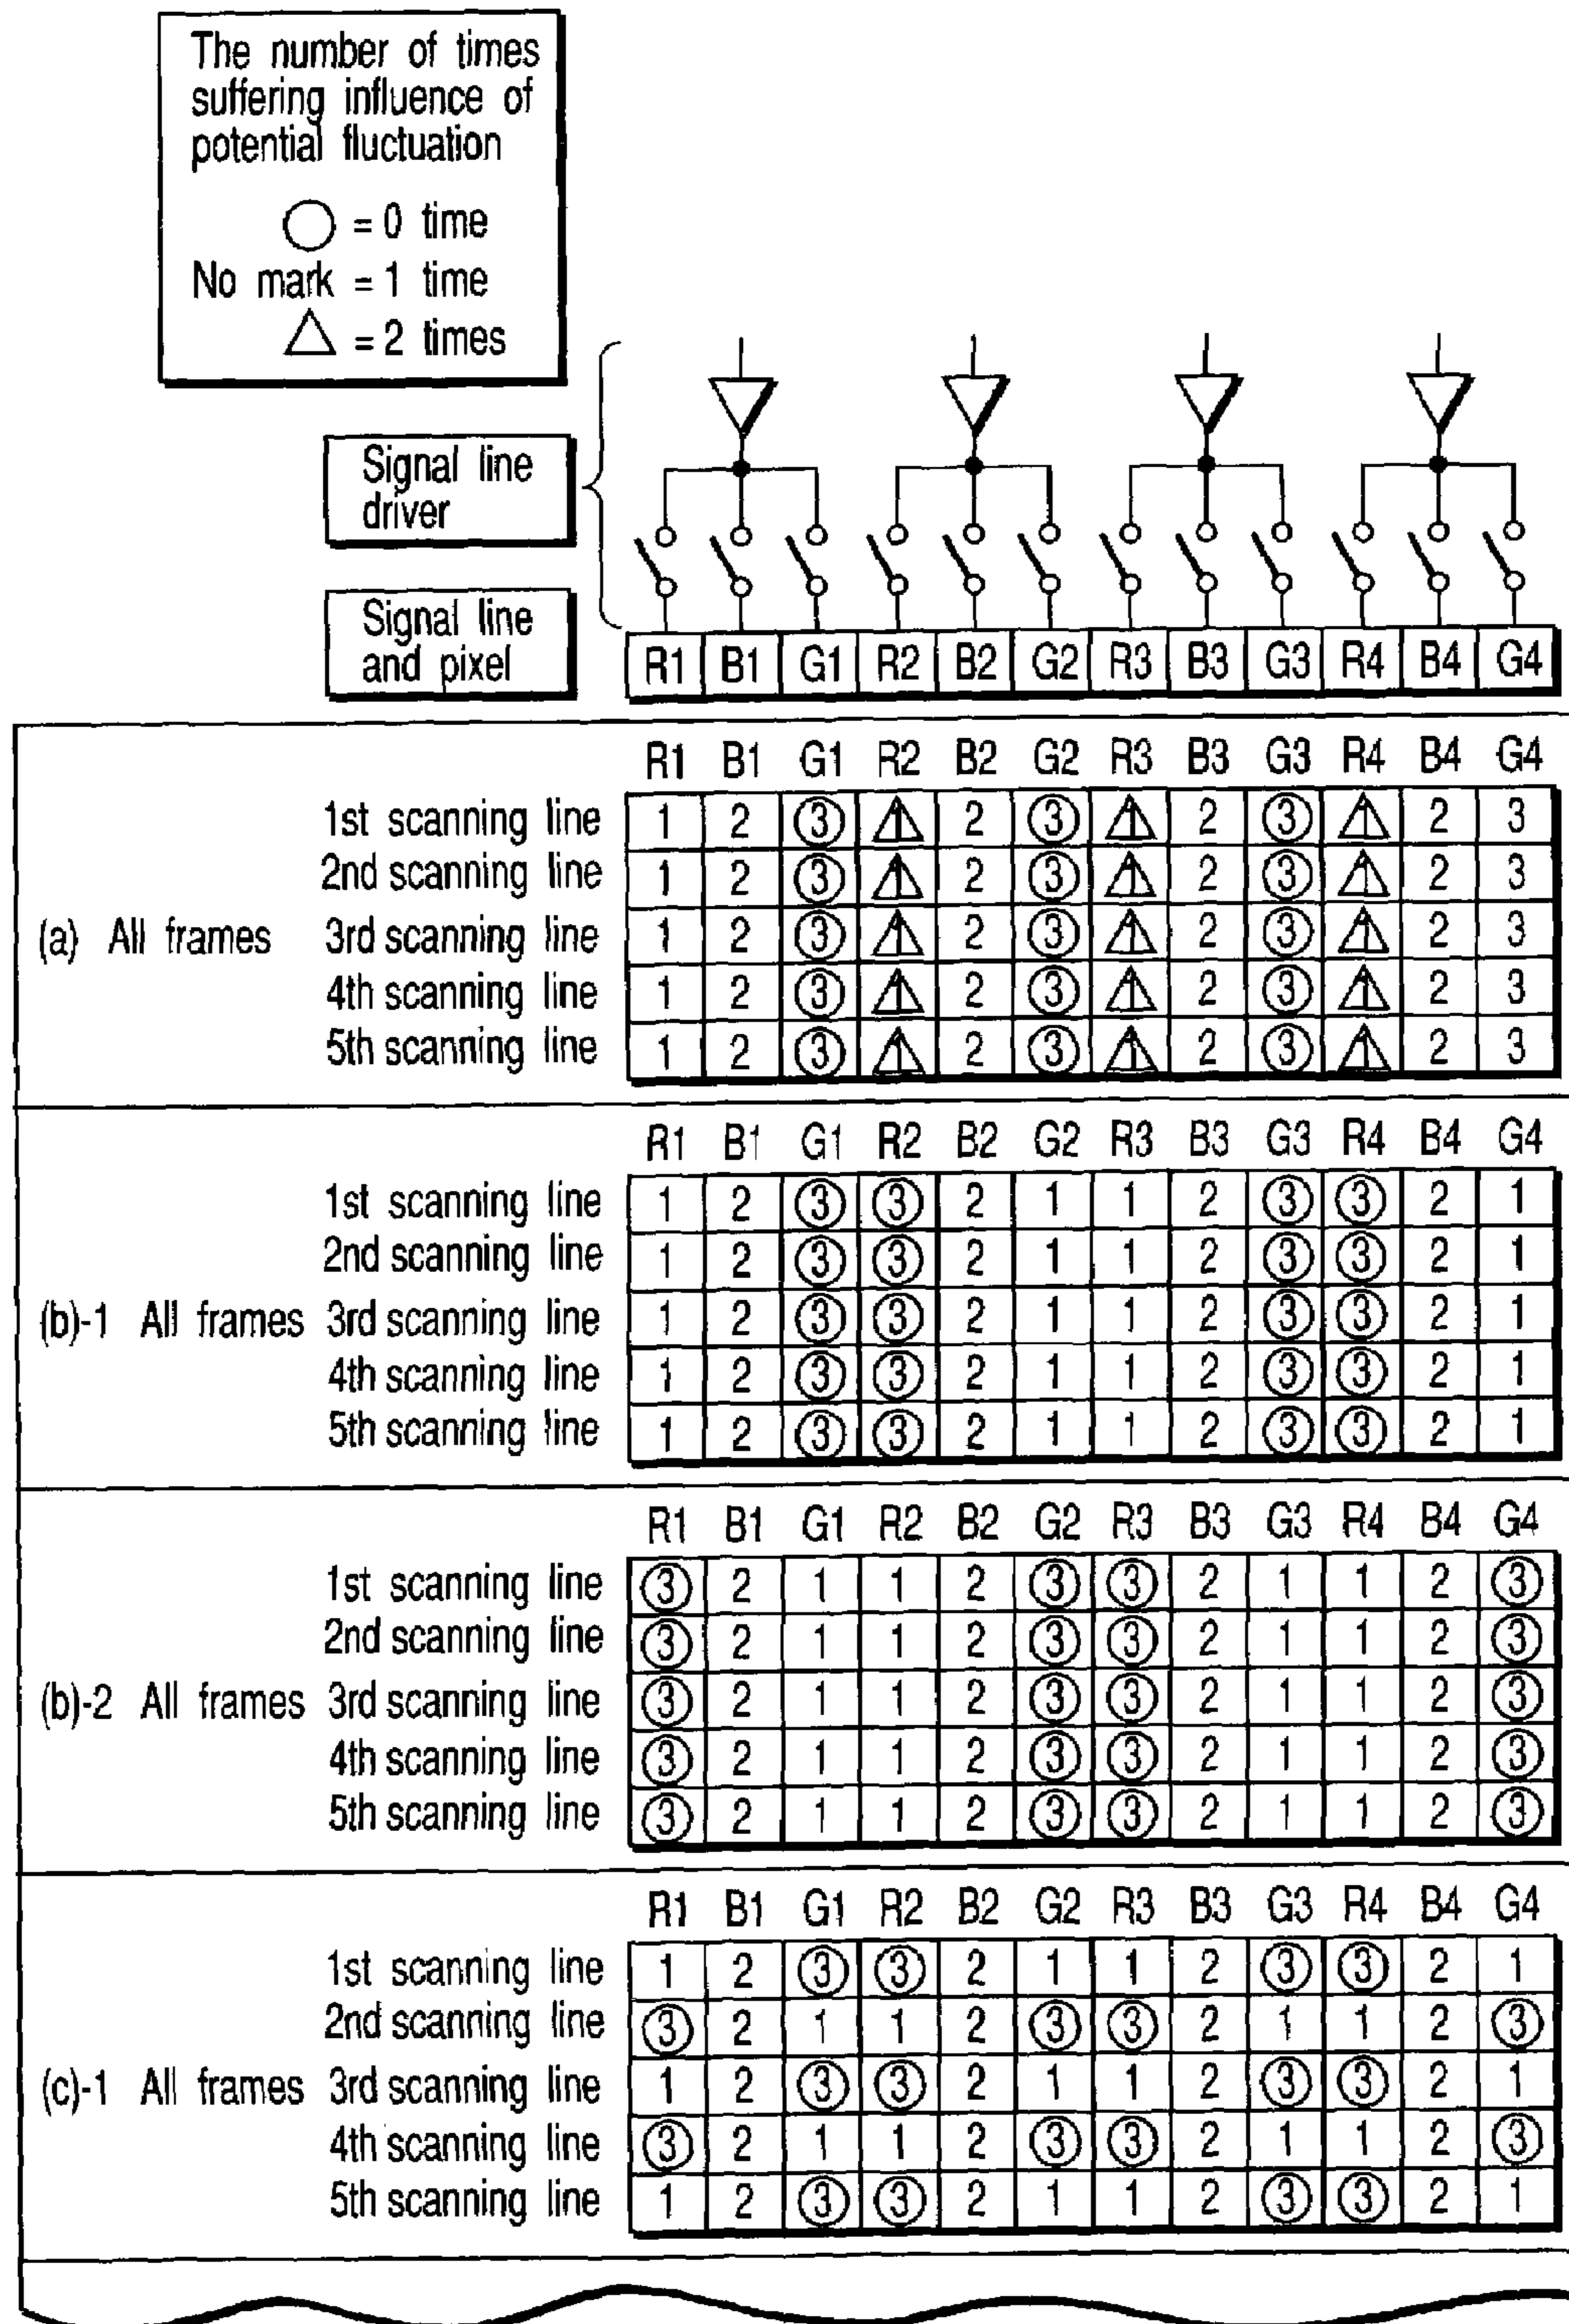 The number of times
suffering influence of
potential fluctuation
○ = 0 time
No mark = 1 time
△ = 2 times
Signal line
driver
Signal line
and pixel
R1 B1 G1 R2 B2 G2 R3 B3 G3 R4 B4 G4
R1 B1 G1 R2 B2 G2 R3 B3 G3 R4 B4 G4
1st scanning line 1 2 3 1 2 3 1 2 3 1 2 3
2nd scanning line 1 2 3 1 2 3 1 2 3 1 2 3
(a) All frames 3rd scanning line 1 2 3 1 2 3 1 2 3 1 2 3
4th scanning line 1 2 3 1 2 3 1 2 3 1 2 3
5th scanning line 1 2 3 1 2 3 1 2 3 1 2 3
R1 B1 G1 R2 B2 G2 R3 B3 G3 R4 B4 G4
1st scanning line 1 2 3 3 2 1 1 2 3 3 2 1
2nd scanning line 1 2 3 3 2 1 1 2 3 3 2 1
(b)-1 All frames 3rd scanning line 1 2 3 3 2 1 1 2 3 3 2 1
4th scanning line 1 2 3 3 2 1 1 2 3 3 2 1
5th scanning line 1 2 3 3 2 1 1 2 3 3 2 1
R1 B1 G1 R2 B2 G2 R3 B3 G3 R4 B4 G4
1st scanning line 3 2 1 1 2 3 3 2 1 1 2 3
2nd scanning line 3 2 1 1 2 3 3 2 1 1 2 3
(b)-2 All frames 3rd scanning line 3 2 1 1 2 3 3 2 1 1 2 3
4th scanning line 3 2 1 1 2 3 3 2 1 1 2 3
5th scanning line 3 2 1 1 2 3 3 2 1 1 2 3
R1 B1 G1 R2 B2 G2 R3 B3 G3 R4 B4 G4
1st scanning line 1 2 3 3 2 1 1 2 3 3 2 1
2nd scanning line 3 2 1 1 2 3 3 2 1 1 2 3
(c)-1 All frames 3rd scanning line 1 2 3 3 2 1 1 2 3 3 2 1
4th scanning line 3 2 1 1 2 3 3 2 1 1 2 3
5th scanning line 1 2 3 3 2 1 1 2 3 3 2 1